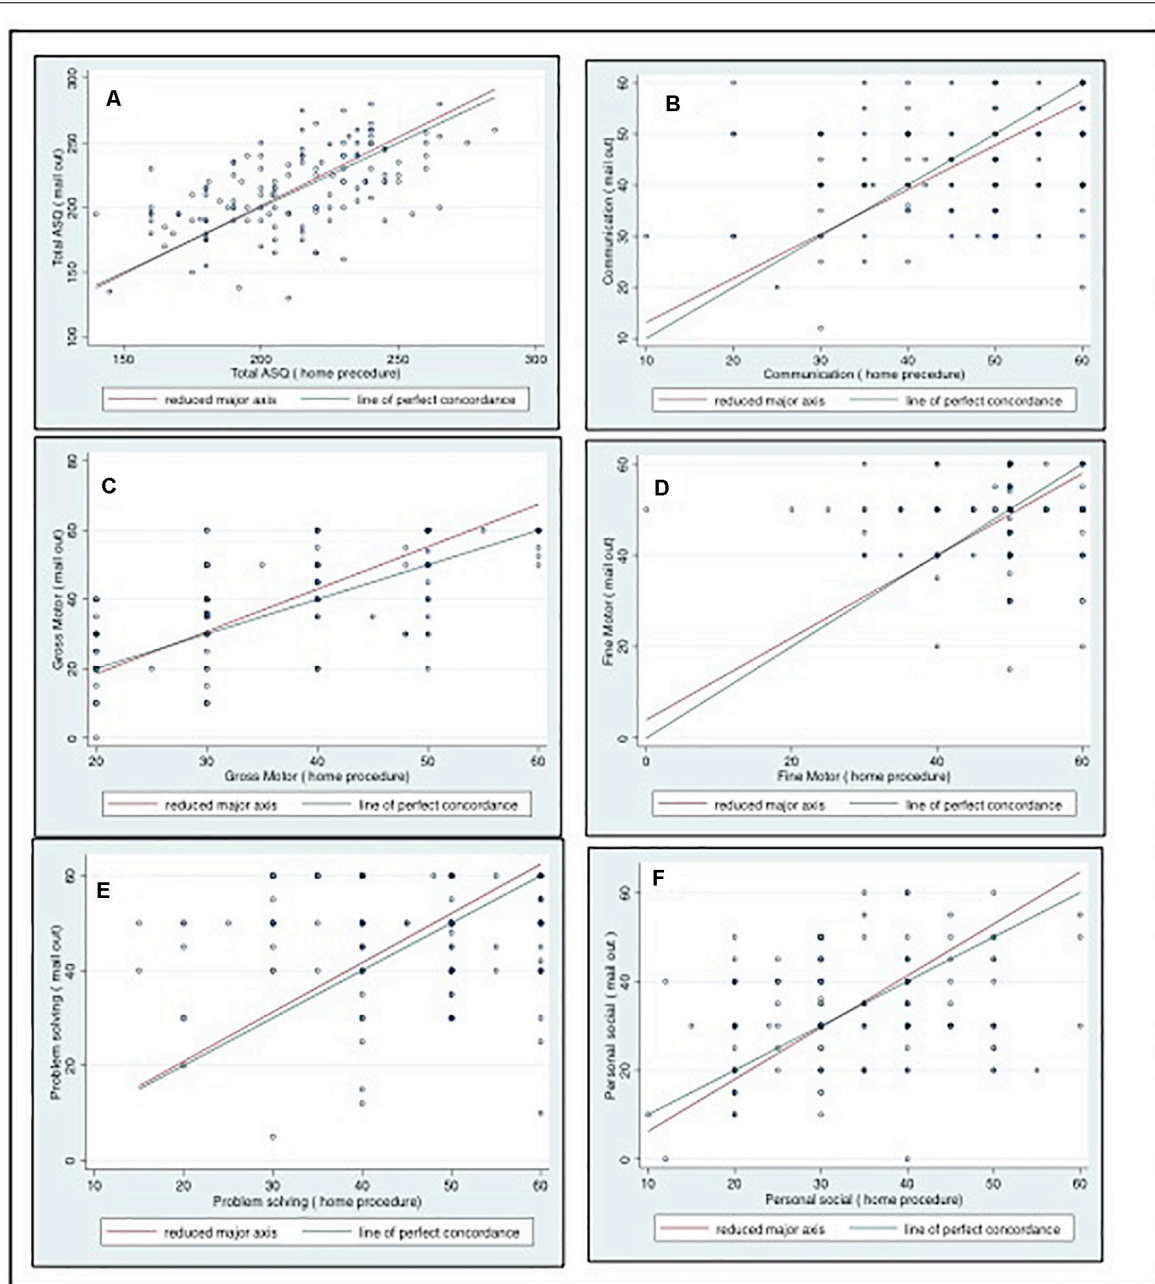 A
300
250
200
150
100
Total ASQ ( mail out)
150 200 250 300
Total ASQ ( home precedure)
reduced major axis line of perfect concordance
B
60
50
40
30
20
10
Communication ( mail out)
10 20 30 40 50 60
Communication ( home precedure)
reduced major axis line of perfect concordance
C
80
60
40
20
0
Gross Motor ( mail out)
20 30 40 50 60
Gross Motor ( home procedure)
reduced major axis line of perfect concordance
D
60
40
20
0
Fine Motor ( mail out)
0 20 40 60
Fine Motor ( home procedure)
reduced major axis line of perfect concordance
E
60
40
20
0
Problem solving ( mail out)
10 20 30 40 50 60
Problem solving ( home procedure)
reduced major axis line of perfect concordance
F
60
40
20
0
Personal social ( mail out )
10 20 30 40 50 60
Personal social ( home procedure)
reduced major axis line of perfect concordance